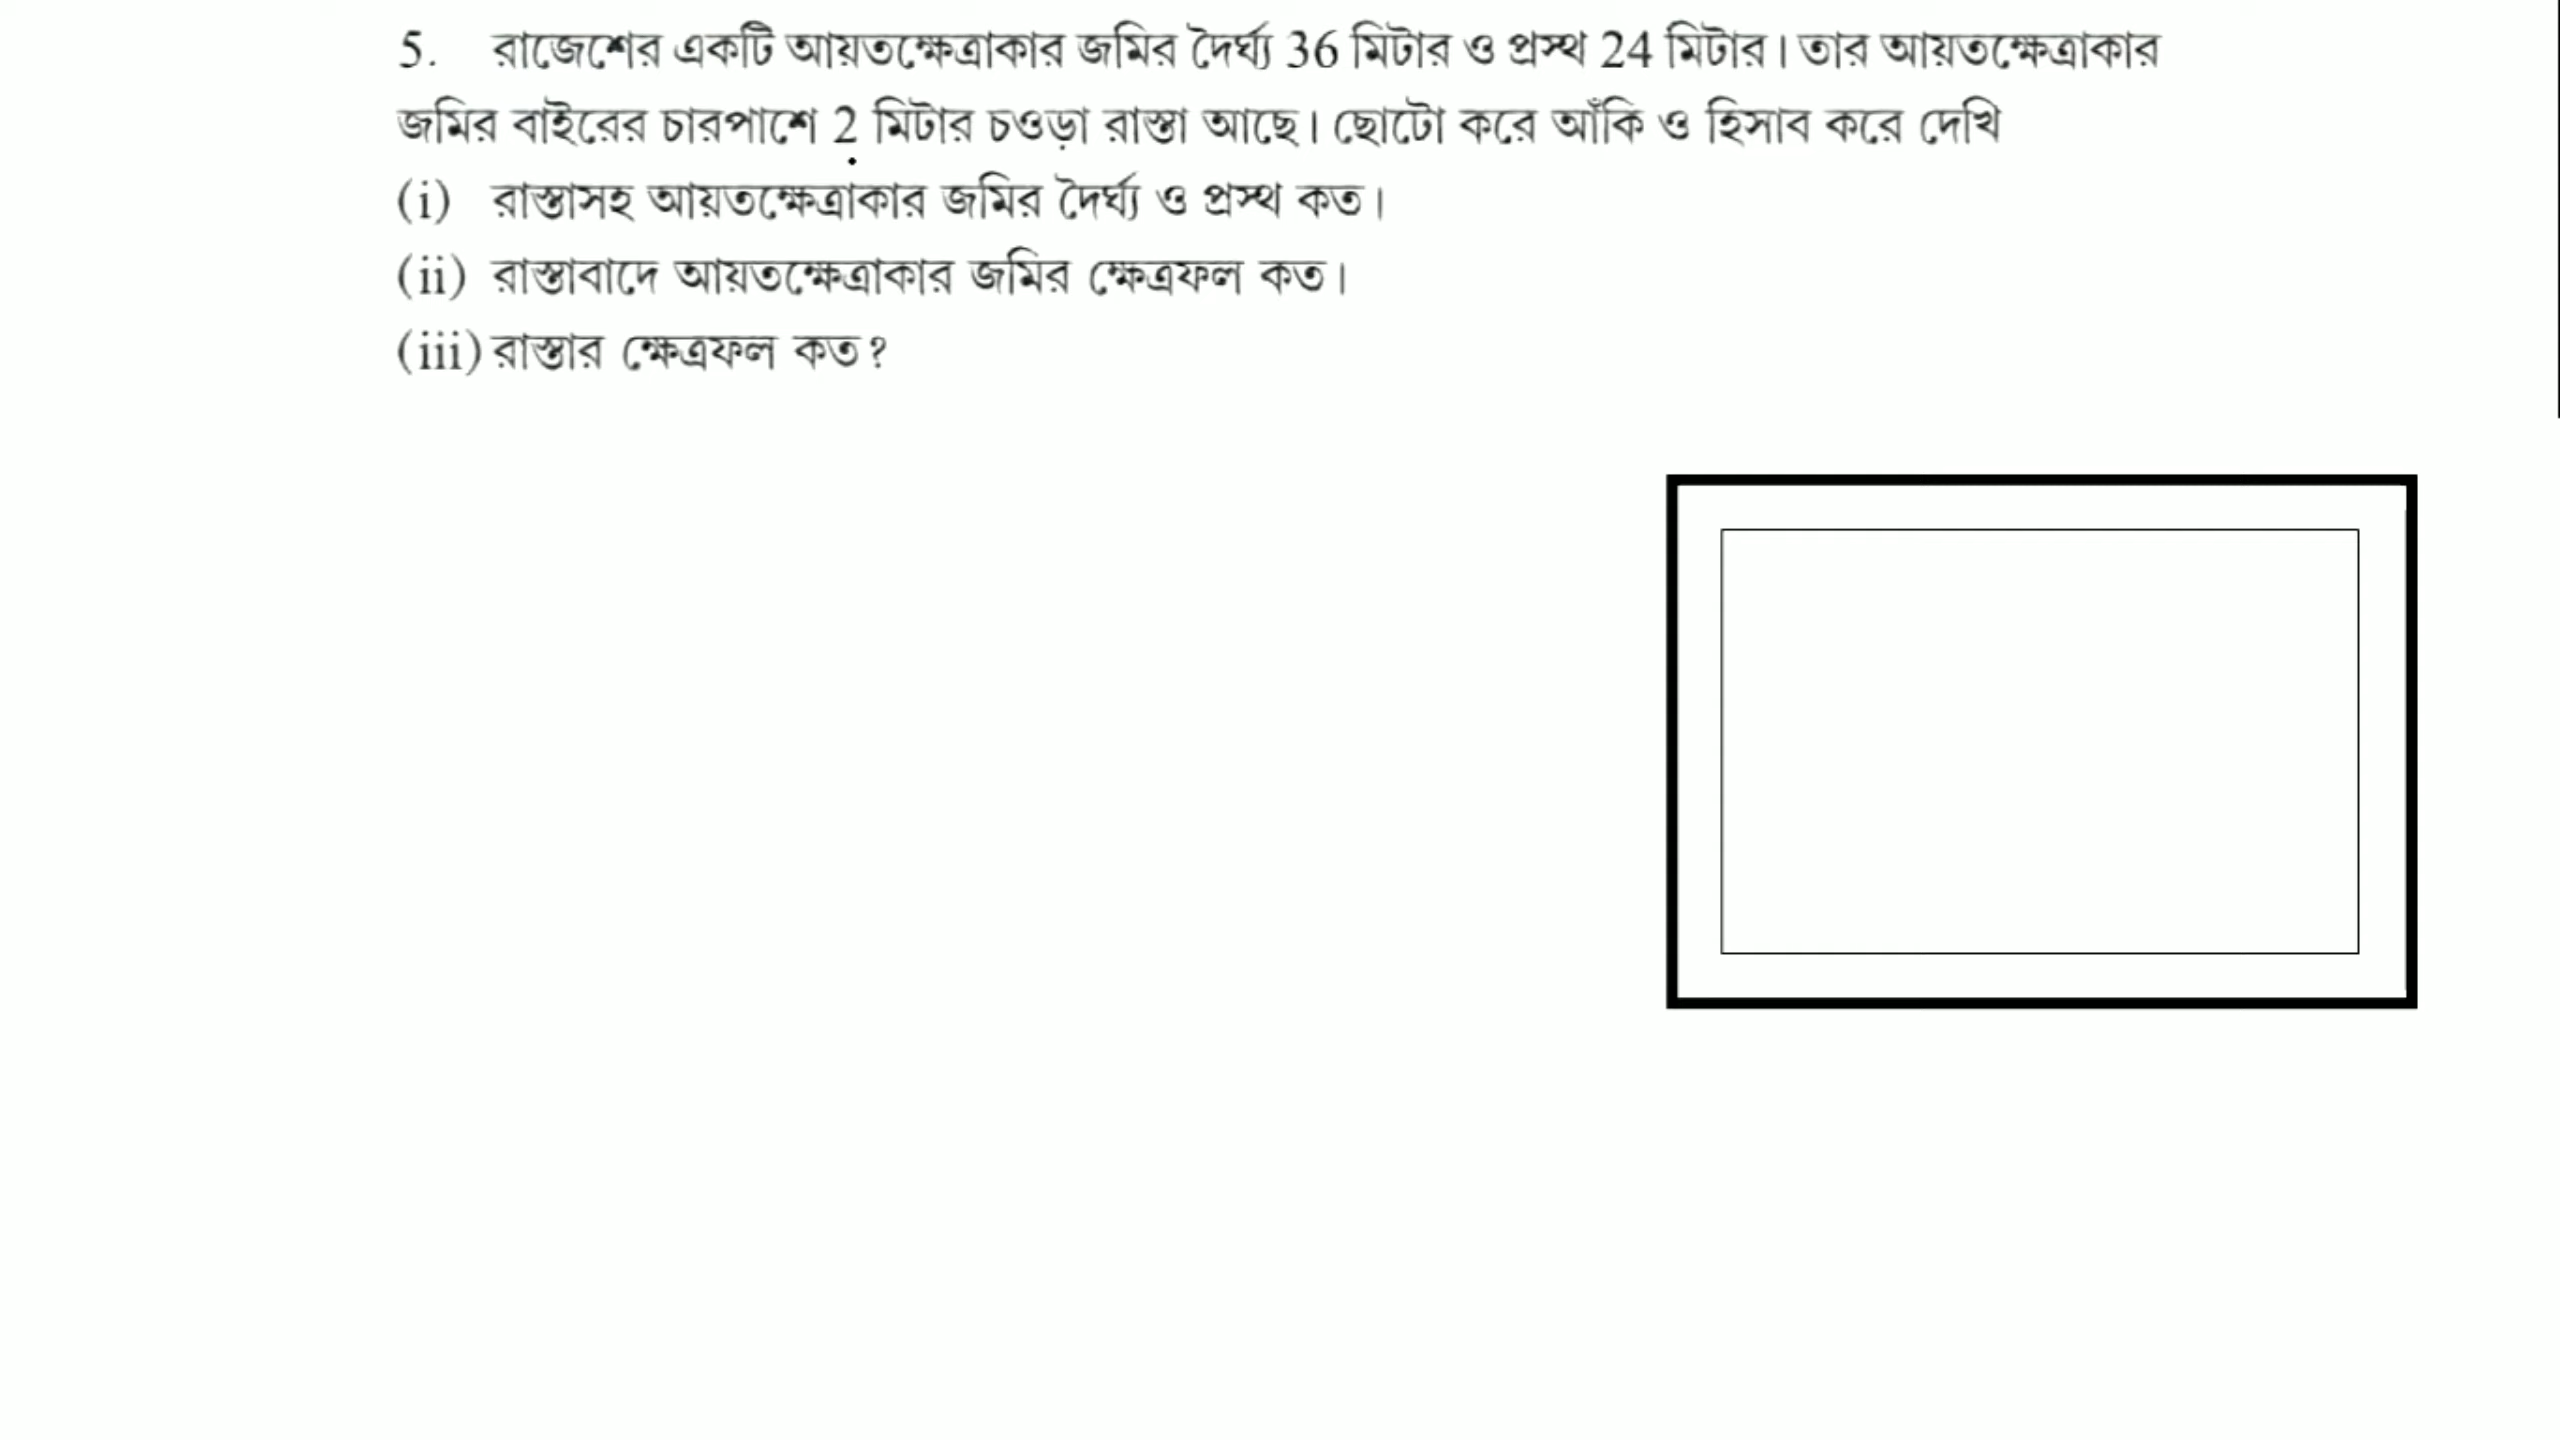 5. রাজেশের একটি আয়তক্ষেত্রাকার জমির দৈর্ঘ্য 36 মিটার ও প্রস্থ 24 মিটার। তার আয়তক্ষেত্রাকার
জমির বাইরের চারপাশে 2 মিটার চওড়া রাস্তা আছে। ছোটো করে আঁকি ও হিসাব করে দেখি
(i) রাস্তাসহ আয়তক্ষেত্রাকার জমির দৈর্ঘ্য ও প্রস্থ কত।
(ii) রাস্তাবাদে আয়তক্ষেত্রাকার জমির ক্ষেত্রফল কত।
(iii) রাস্তার ক্ষেত্রফল কত?